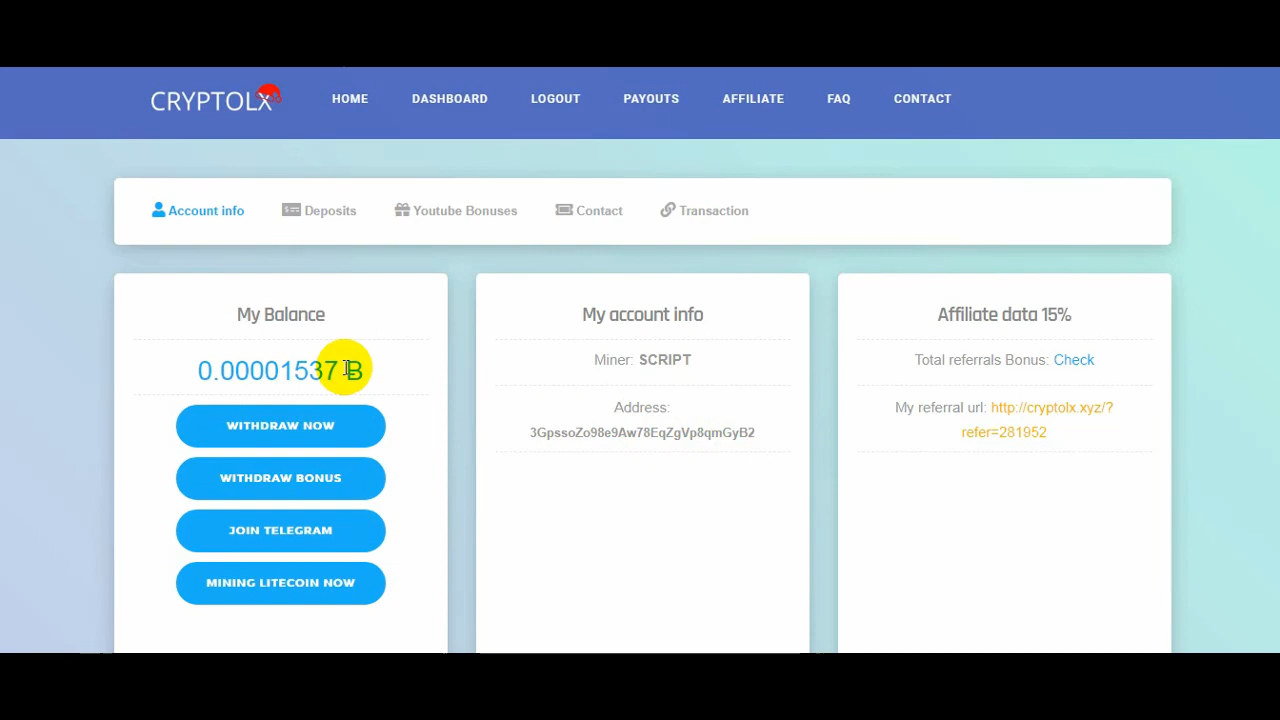 CRYPTOLX
HOME
DASHBOARD
LOGOUT
PAYOUTS
AFFILIATE
FAQ
CONTACT
Account info
Deposits
Youtube Bonuses
Contact
Transaction
My Balance
0.00001537 Ƀ
WITHDRAW NOW
WITHDRAW BONUS
JOIN TELEGRAM
MINING LITECOIN NOW
My account info
Miner: SCRIPT
Address:
3GpssoZo98e9Aw78EqZgVp8qmGyB2
Affiliate data 15%
Total referrals Bonus: Check
My referral url: http://cryptolx.xyz/?
refer=281952